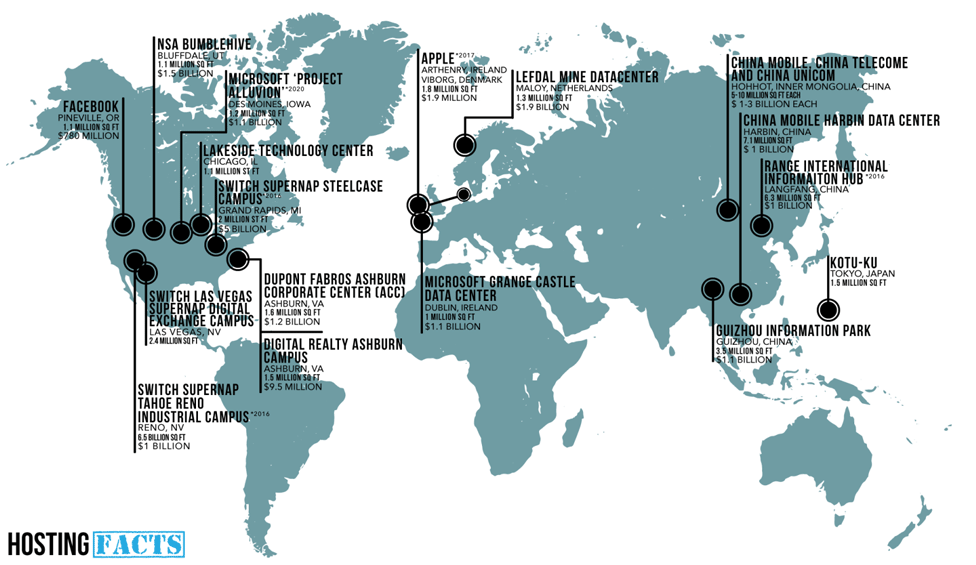 NSA BUMBLEHIVE
BLUFFDALE, UT
1.1 MILLION SQ FT
$1.5 BILLION
MICROSOFT 'PROJECT
ALLUVION'*2020
DES MOINES, IOWA
1.2 MILLION SQ FT
$1.1 BILLION
FACEBOOK
PINEVILLE, OR
1.1 MILLION SQ FT
$780 MILLION
LAKESIDE TECHNOLOGY CENTER
CHICAGO, IL
1.1 MILLION ST FT
SWITCH SUPERNAP STEELCASE
CAMPUS*2016
GRAND RAPIDS, MI
2 MILLION ST FT
$5 BILLION
DUPONT FABROS ASHBURN
CORPORATE CENTER (ACC)
ASHBURN, VA
1.6 MILLION SQ FT
$1.2 BILLION
DIGITAL REALTY ASHBURN
CAMPUS
ASHBURN, VA
1.5 MILLION SQ FT
$9.5 MILLION
SWITCH LAS VEGAS
SUPERNAP DIGITAL
EXCHANGE CAMPUS
LAS VEGAS, NV
2.4 MILLION SQ FT
SWITCH SUPERNAP
TAHOE RENO
INDUSTRIAL CAMPUS*2016
RENO, NV
6.5 BILLION SQ FT
$1 BILLION
APPLE*2017
ARTHENRY, IRELAND
VIBORG, DENMARK
1.8 MILLION SQ FT
$1.9 MILLION
LEFDAL MINE DATACENTER
MALOY, NETHERLANDS
1.3 MILLION SQ FT
$1.9 BILLION
MICROSOFT GRANGE CASTLE
DATA CENTER
DUBLIN, IRELAND
1 MILLION SQ FT
$1.1 BILLION
CHINA MOBILE, CHINA TELECOME
AND CHINA UNICOM
HOHHOT, INNER MONGOLIA, CHINA
5-10 MILLION SQ FT EACH
$ 1-3 BILLION EACH
CHINA MOBILE HARBIN DATA CENTER
HARBIN, CHINA
7.1 MILLION SQ FT
$ 1 BILLION
RANGE INTERNATIONAL
INFORMAITON HUB*2016
LANGFANG, CHINA
6.3 MILLION SQ FT
$1 BILLION
KOTU-KU
TOKYO, JAPAN
1.5 MILLION SQ FT
GUIZHOU INFORMATION PARK
GUIZHOU, CHINA
3.5 MILLION SQ FT
$1.1 BILLION
HOSTING FACTS